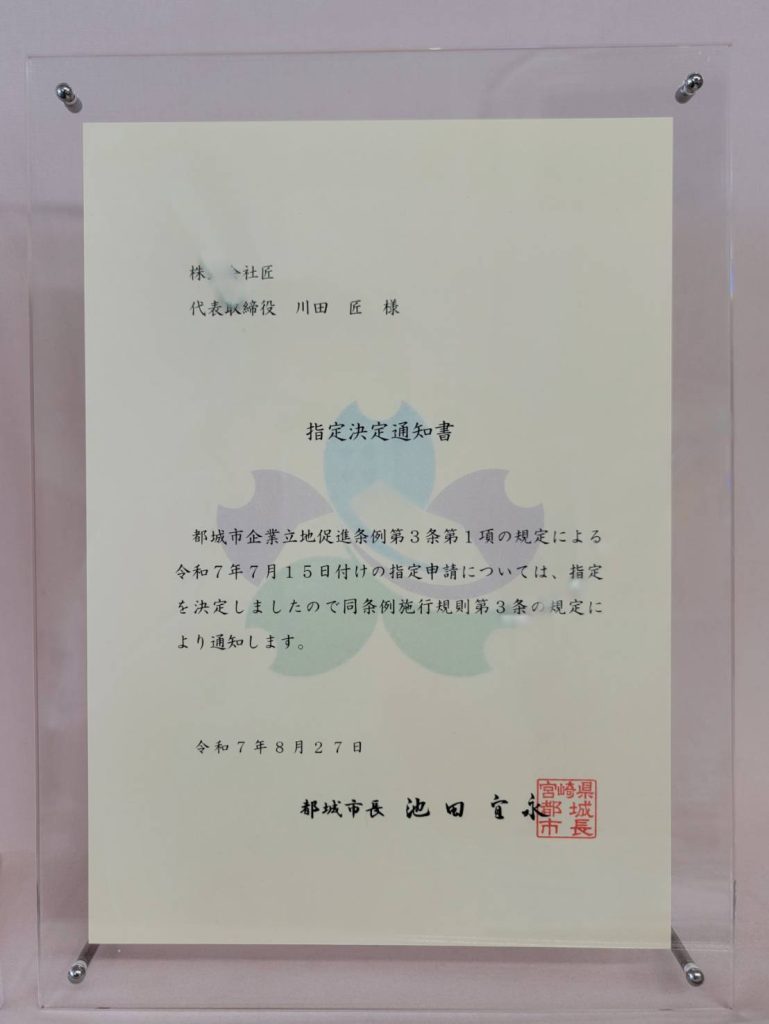 株 社匠
代表取締役 川田 匠 様
指定決定通知書
都城市企業立地促進条例第３条第１項の規定による
令和７年７月１５日付けの指定申請については、指定
を決定しましたので同条例施行規則第３条の規定に
より通知します。
令和７年８月２７日
都城市長 池田宜永
宮崎県都城市長